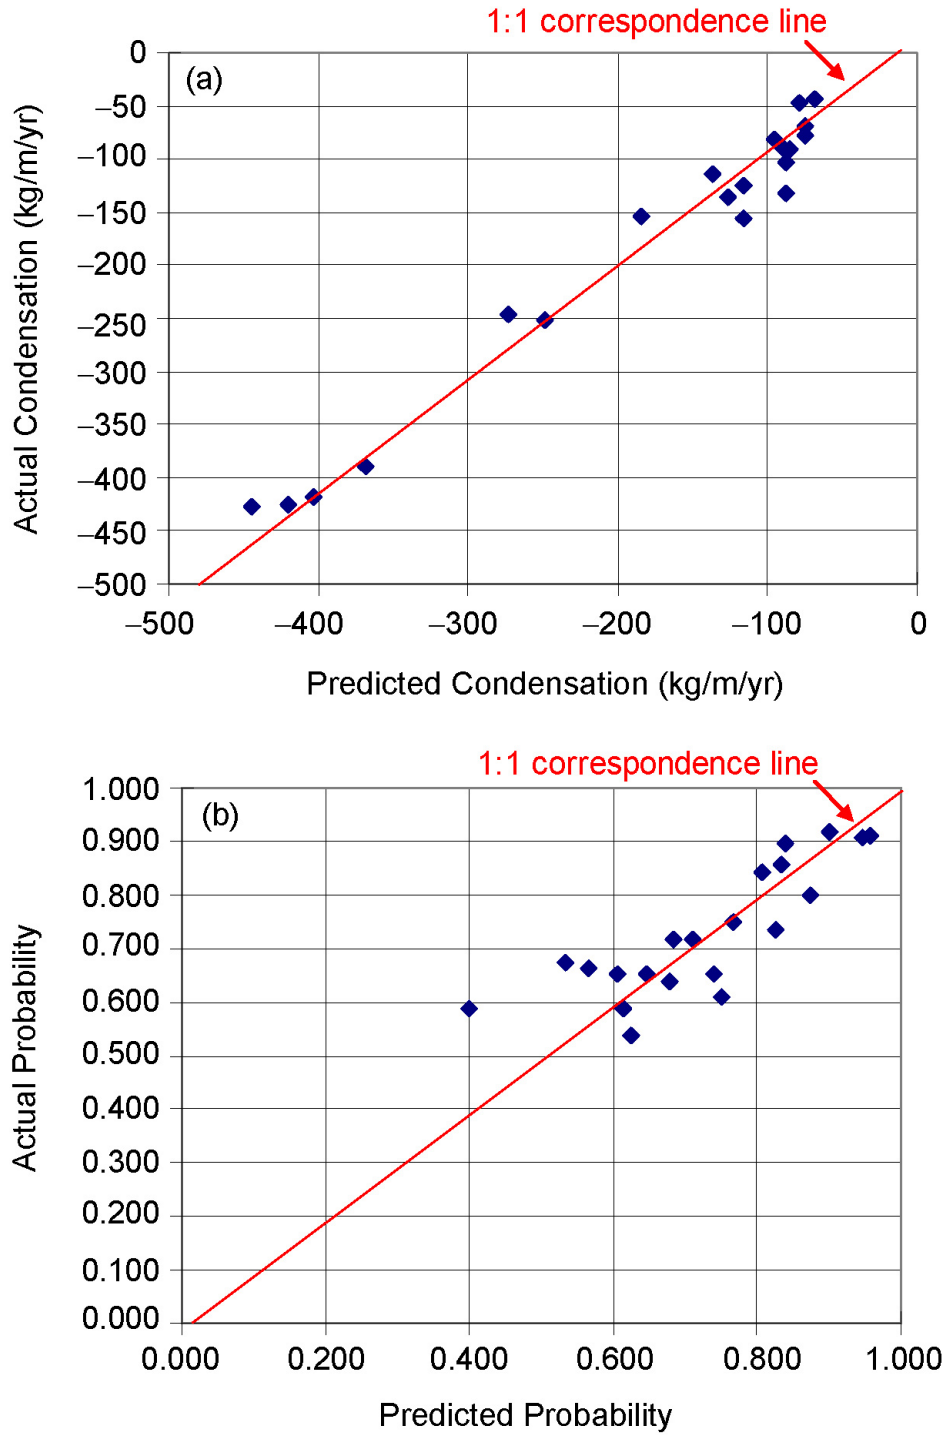 1:1 correspondence line
(a)
0
–50
–100
–150
–200
–250
–300
–350
–400
–450
–500
Actual Condensation (kg/m/yr)
–500 –400 –300 –200 –100 0
Predicted Condensation (kg/m/yr)
1:1 correspondence line
(b)
1.000
0.900
0.800
0.700
0.600
0.500
0.400
0.300
0.200
0.100
0.000
Actual Probability
0.000 0.200 0.400 0.600 0.800 1.000
Predicted Probability